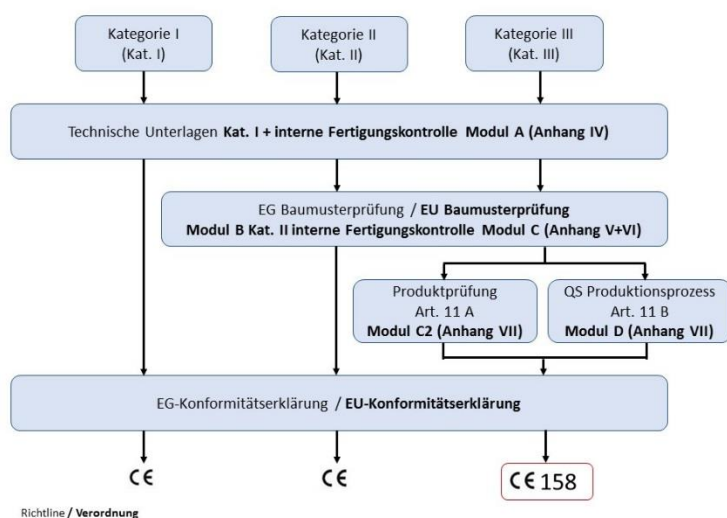 Kategorie I
(Kat. I)
Kategorie II
(Kat. II)
Kategorie III
(Kat. III)
Technische Unterlagen Kat. I + interne Fertigungskontrolle Modul A (Anhang IV)
EG Baumusterprüfung / EU Baumusterprüfung
Modul B Kat. II interne Fertigungskontrolle Modul C (Anhang V+VI)
Produktprüfung
Art. 11 A
Modul C2 (Anhang VII)
QS Produktionsprozess
Art. 11 B
Modul D (Anhang VII)
EG-Konformitätserklärung / EU-Konformitätserklärung
CE
CE
CE 158
Richtline / Verordnung